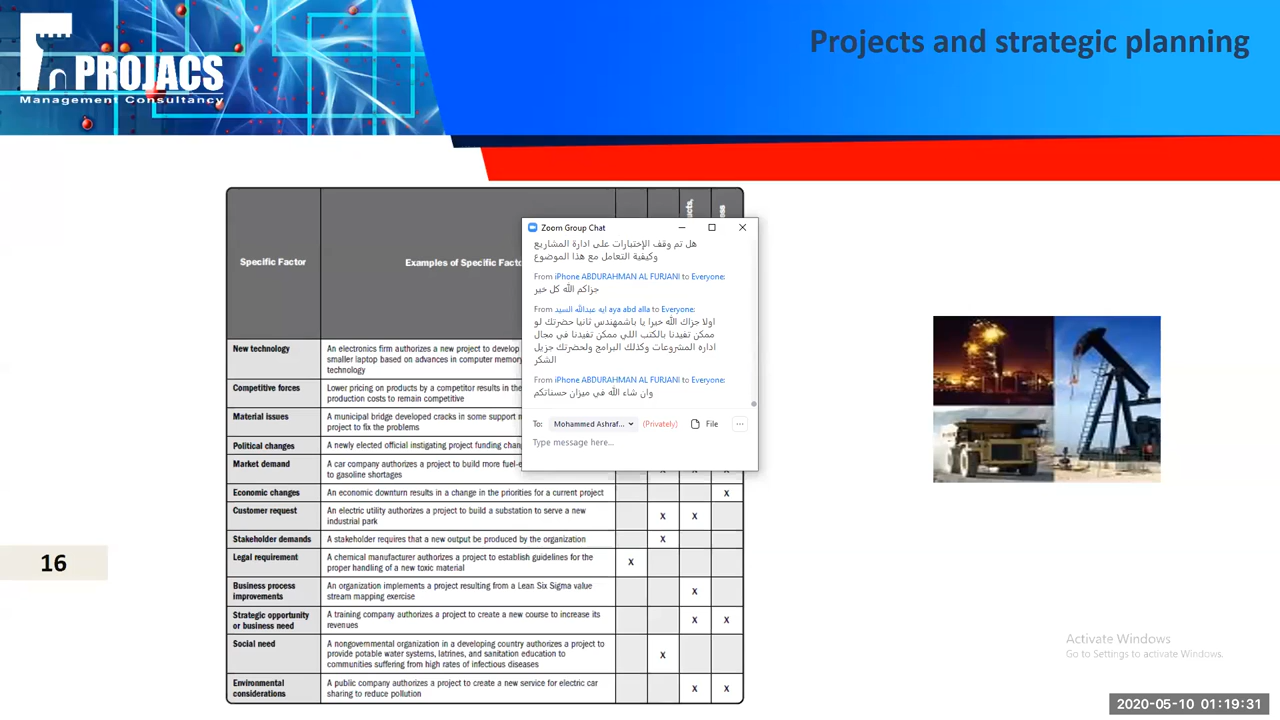 PROJACS
Management Consultancy
Projects and strategic planning
Specific Factor
Examples of Specific
New technology
An electronics firm authorizes a new project to develop
smaller laptop based on advances in computer memory
technology
Competitive forces
Lower pricing on products by a competitor results in the
production costs to remain competitive
Material issues
A municipal bridge developed cracks in some support
project to fix the problems
Political changes
A newly elected official instigating project funding
Market demand
A car company authorizes a project to build more
to gasoline shortages
Economic changes
An economic downturn results in a change in the priorities for a current project
X
Customer request
An electric utility authorizes a project to build a substation to serve a new
industrial park
X X
Stakeholder demands
A stakeholder requires that a new output be produced by the organization
X
Legal requirement
A chemical manufacturer authorizes a project to establish guidelines for the
proper handling of a new toxic material
X
Business process
improvements
An organization implements a project resulting from a Lean Six Sigma value
stream mapping exercise
X
Strategic opportunity
or business need
A training company authorizes a project to create a new course to increase its
revenues
X X
Social need
A nongovernmental organization in a developing country authorizes a project to
provide potable water systems, latrines, and sanitation education to
communities suffering from high rates of infectious diseases
X
Environmental
considerations
A public company authorizes a project to create a new service for electric car
sharing to reduce pollution
X X
Zoom Group Chat
هل تم وقف الإختبارات على ادارة المشاريع
وكيفية التعامل مع هذا الموضوع
From iPhone ABDURAHMAN AL FURJANI to Everyone:
جزاكم الله كل خير
From ايه عبدالله السيد aya abd alla to Everyone:
اولا جزاك الله خيرا يا باشمهندس ثانيا حضرتك لو
ممكن تفيدنا بالكتب اللي ممكن تفيدنا في مجال
اداره المشروعات وكذلك البرامج ولحضرتك جزيل
الشكر
From iPhone ABDURAHMAN AL FURJANI to Everyone:
وان شاء الله في ميزان حسناتكم
To: Mohammed Ashraf... (Privately) File ...
Type message here...
16
Activate Windows
Go to Settings to activate Windows.
2020-05-10 01:19:31